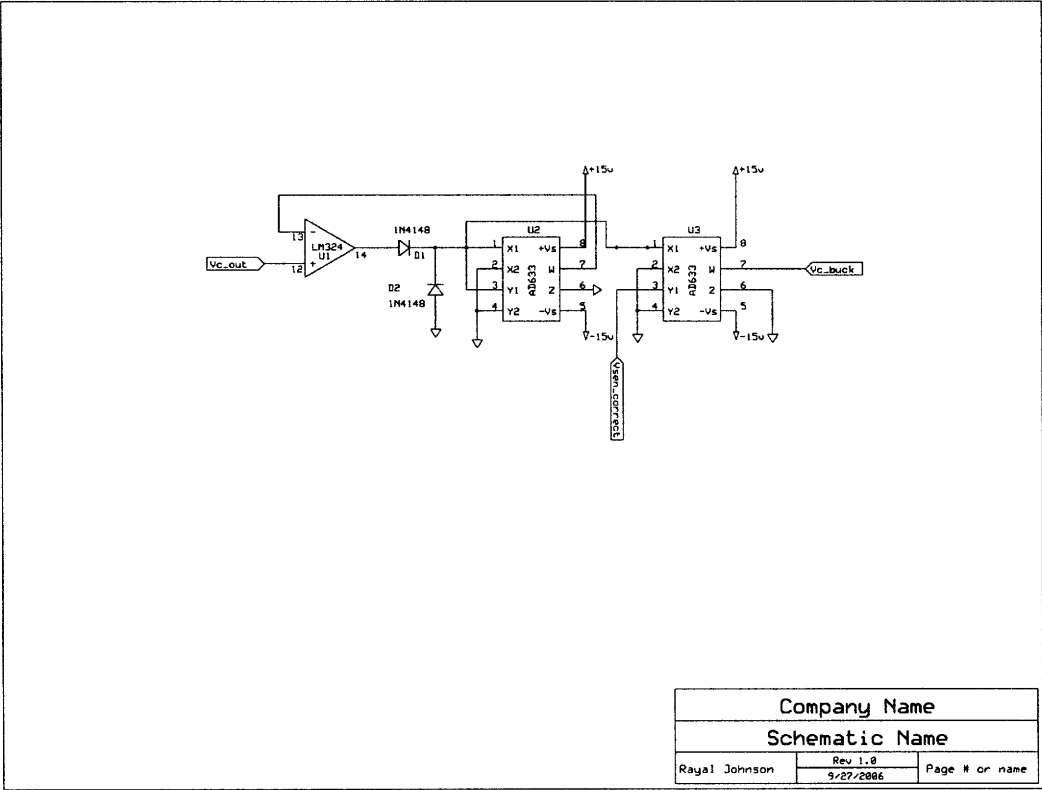 +15v
+15v
1N4148
U2
U3
13
-
LM324
U1
14
D1
1
X1
+Vs
8
1
X1
+Vs
8
Vc_out
12
+
2
X2
AD633
W
7
2
X2
AD633
W
7
Vc_buck
D2
1N4148
3
Y1
Z
6
3
Y1
Z
6
4
Y2
-Vs
5
4
Y2
-Vs
5
-15v
-15v
Vsen_correct
Company Name
Schematic Name
Rayal Johnson
Rev 1.0
9/27/2006
Page # or name